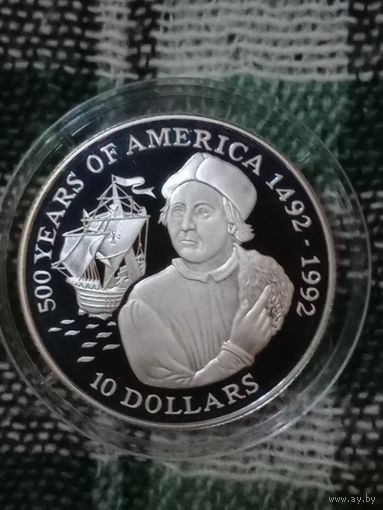 500 YEARS OF AMERICA 1492-1992
10 DOLLARS
www.ay.by